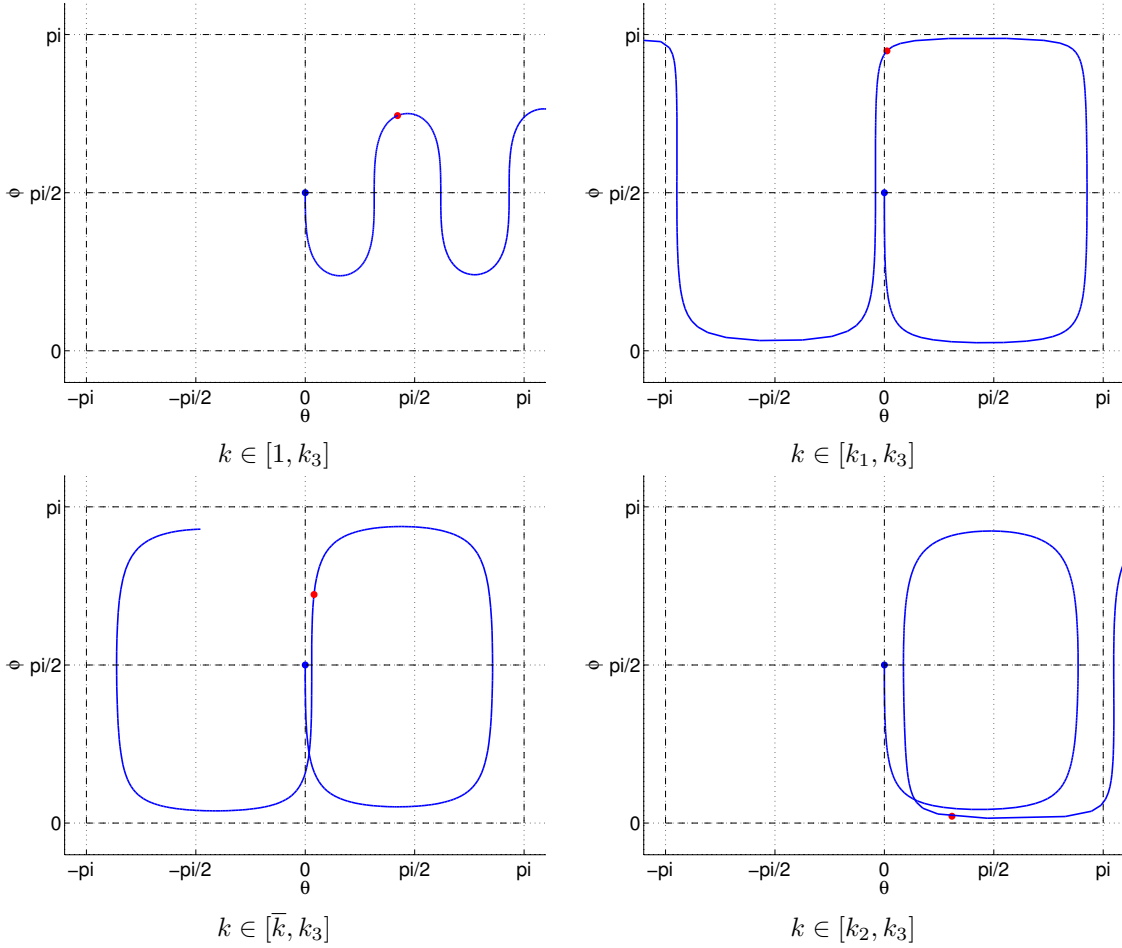 pi
pi/2
0
φ
−pi
−pi/2
0
pi/2
pi
θ
k ∈ [1, k₃]
pi
pi/2
0
φ
−pi
−pi/2
0
pi/2
pi
θ
k ∈ [k₁, k₃]
pi
pi/2
0
φ
−pi
−pi/2
0
pi/2
pi
θ
k ∈ [k̅, k₃]
pi
pi/2
0
φ
−pi
−pi/2
0
pi/2
pi
θ
k ∈ [k₂, k₃]